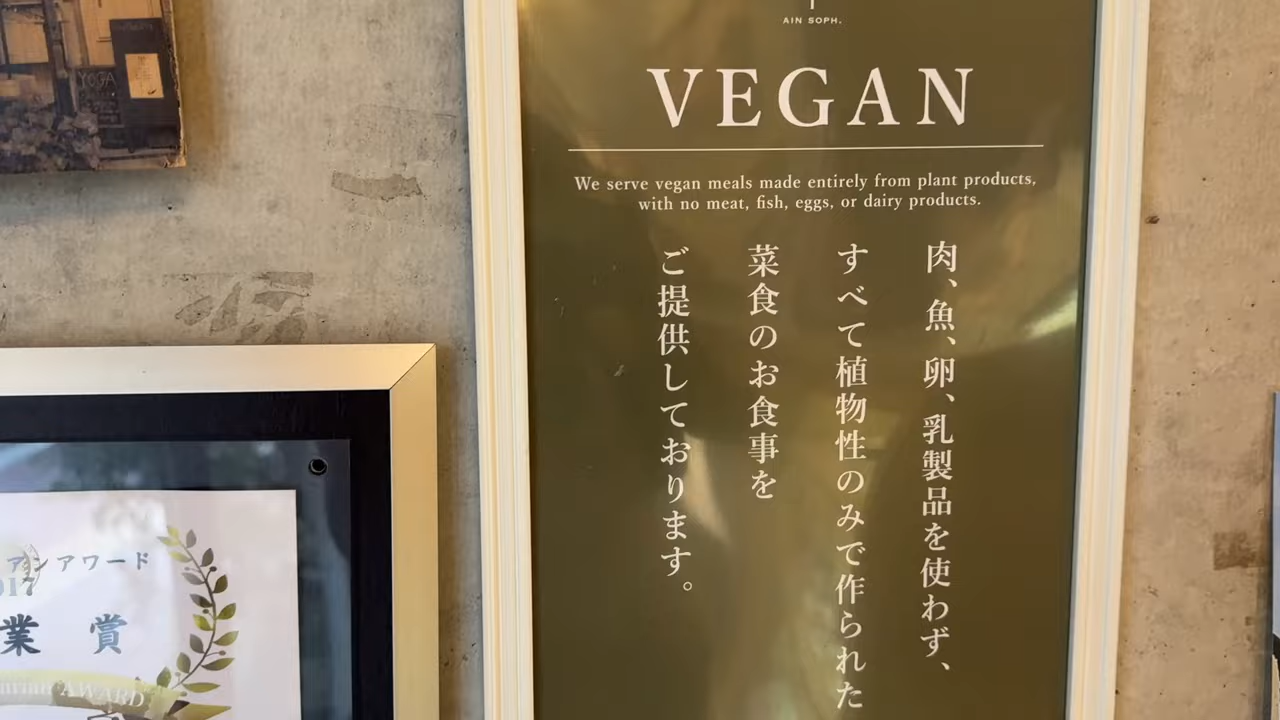 AIN SOPH.
VEGAN
We serve vegan meals made entirely from plant products,
with no meat, fish, eggs, or dairy products.
肉、魚、卵、乳製品を使わず、
すべて植物性のみで作られた
菜食のお食事を
ご提供しております。
YOGA
アンアワード
017
業 賞
AWARD